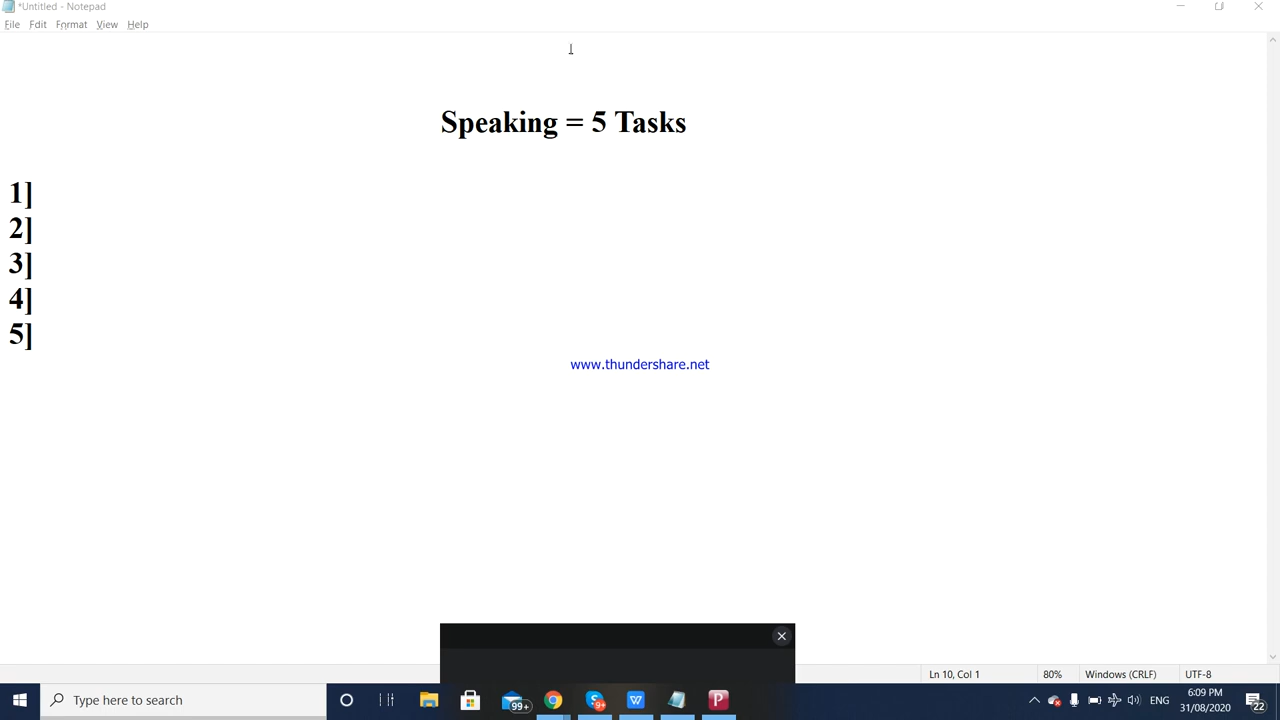 *Untitled - Notepad
File Edit Format View Help
Speaking = 5 Tasks
1]
2]
3]
4]
5]
www.thundershare.net
Ln 10, Col 1 80% Windows (CRLF) UTF-8
Type here to search 99+ 9+ ENG 6:09 PM
31/08/2020 22